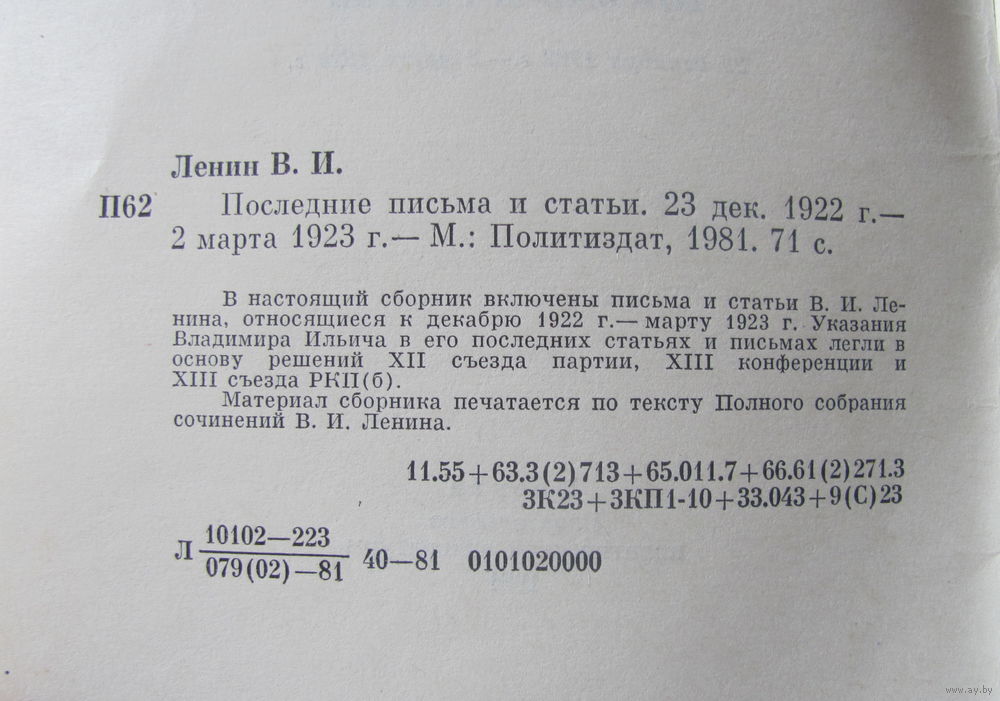 Ленин В. И.
П62 Последние письма и статьи. 23 дек. 1922 г.—
2 марта 1923 г.— М.: Политиздат, 1981. 71 с.
В настоящий сборник включены письма и статьи В. И. Ле-
нина, относящиеся к декабрю 1922 г.— марту 1923 г. Указания
Владимира Ильича в его последних статьях и письмах легли в
основу решений XII съезда партии, XIII конференции и
XIII съезда РКП(б).
Материал сборника печатается по тексту Полного собрания
сочинений В. И. Ленина.
11.55+63.3(2)713+65.011.7+66.61(2)271.3
3К23+3КП1-10+33.043+9(С)23
10102—223
Л 079(02)—81 40—81 0101020000
www.ay.by